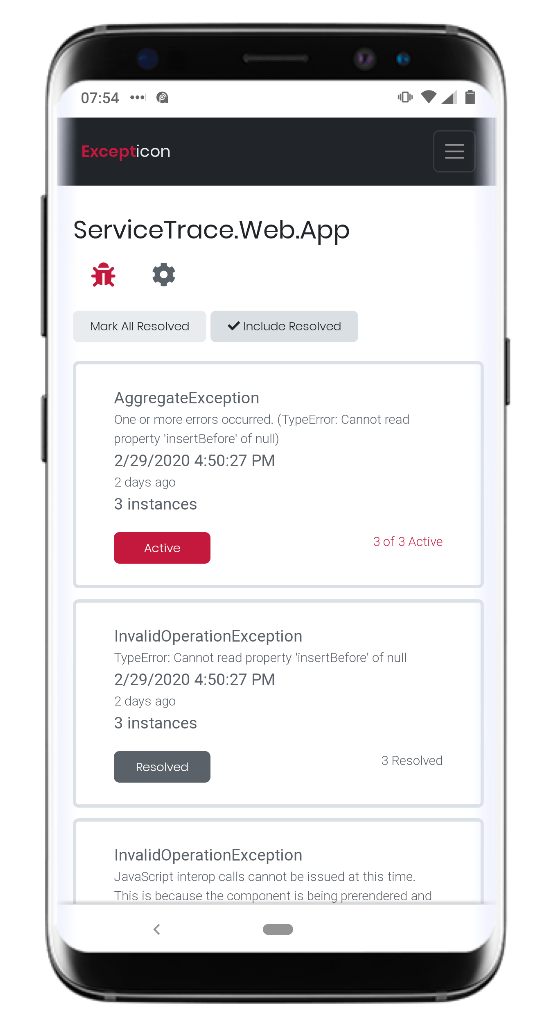 07:54
Excepticon
ServiceTrace.Web.App
Mark All Resolved
Include Resolved
AggregateException
One or more errors occurred. (TypeError: Cannot read
property 'insertBefore' of null)
2/29/2020 4:50:27 PM
2 days ago
3 instances
Active
3 of 3 Active
InvalidOperationException
TypeError: Cannot read property 'insertBefore' of null
2/29/2020 4:50:27 PM
2 days ago
3 instances
Resolved
3 Resolved
InvalidOperationException
JavaScript interop calls cannot be issued at this time.
This is because the component is being prerendered and